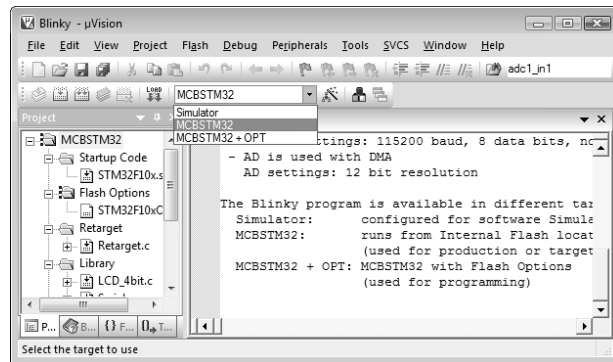 Blinky - µVision
File Edit View Project Flash Debug Peripherals Tools SVCS Window Help
adc1_in1
LOAD MCBSTM32
Simulator
MCBSTM32
MCBSTM32 + OPT
Project
MCBSTM32
Startup Code
STM32F10x.s
Flash Options
STM32F10xC
Retarget
Retarget.c
Library
LCD_4bit.c
P... B... {} F... T...
ttings: 115200 baud, 8 data bits, no
- AD is used with DMA
AD settings: 12 bit resolution
The Blinky program is available in different tar
Simulator: configured for software Simula
MCBSTM32: runs from Internal Flash locat
(used for production or target
MCBSTM32 + OPT: MCBSTM32 with Flash Options
(used for programming)
Select the target to use